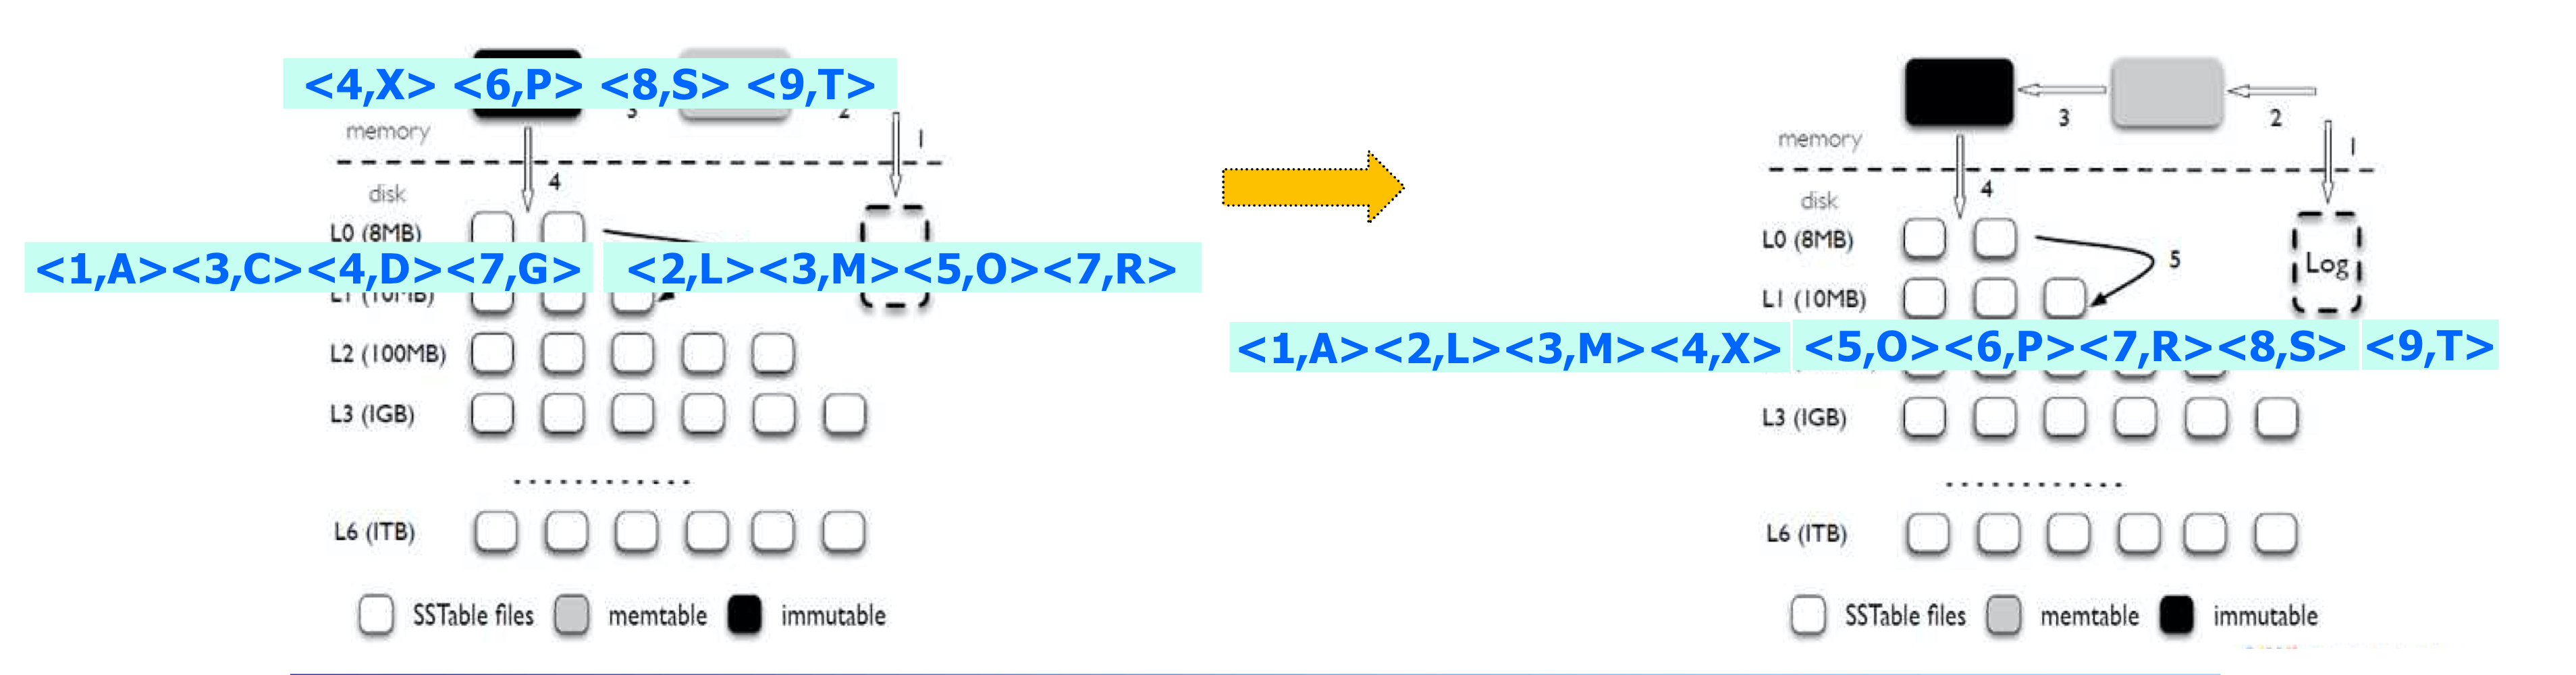 <4,X> <6,P> <8,S> <9,T>
3
2
memory
1
4
disk
L0 (8MB)
<1,A><3,C><4,D><7,G> <2,L><3,M><5,O><7,R>
L1 (10MB)
L2 (100MB)
L3 (1GB)
............
L6 (1TB)
SSTable files memtable immutable
3
2
memory
1
4
disk
L0 (8MB)
5
Log
L1 (10MB)
<1,A><2,L><3,M><4,X> <5,O><6,P><7,R><8,S> <9,T>
L3 (1GB)
............
L6 (1TB)
SSTable files memtable immutable